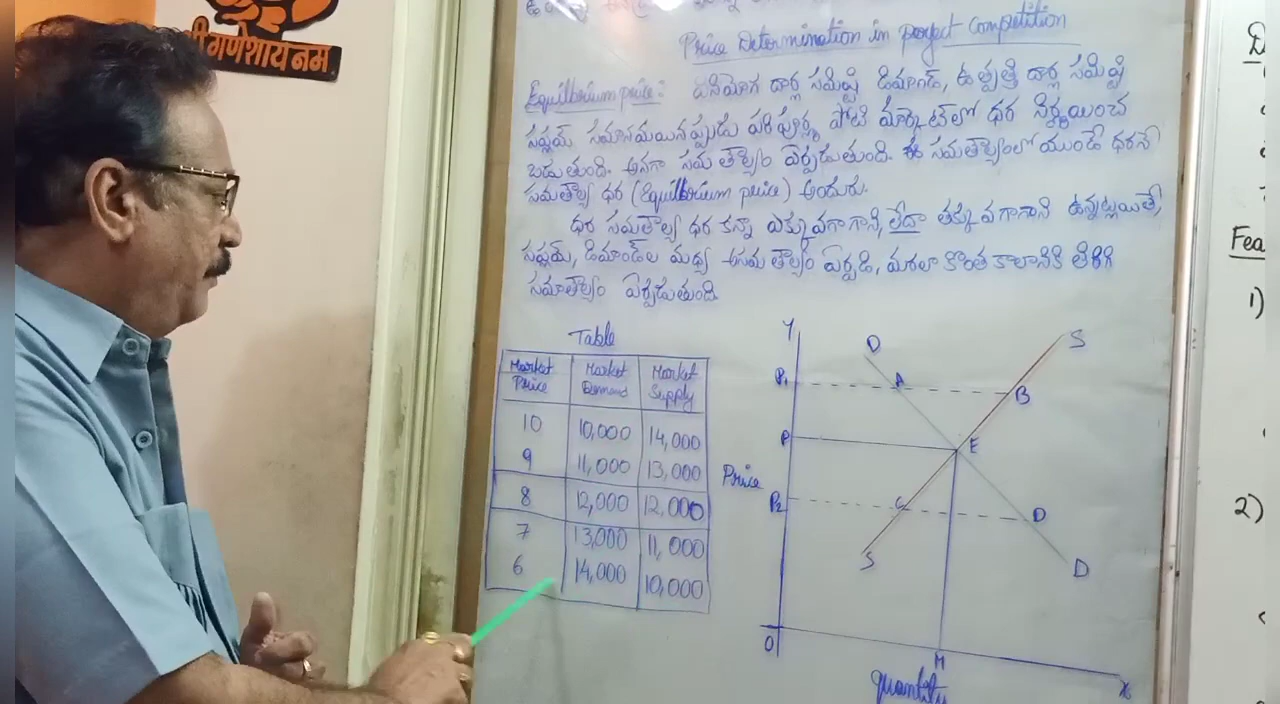 श्री गणेशाय नम
Price Determination in perfect Competition
Equilibrium price: వినియోగ దార్ల సమిష్టి డిమాండ్, ఉత్పత్తి దార్ల సమిష్టి
సప్లయ్ సమానమయినప్పుడు పరిపూర్ణ పోటీ మార్కెట్‌లో ధర నిర్ణయించ
బడుతుంది. అనగా సమతౌల్యం ఏర్పడుతుంది. ఈ సమతౌల్యంలో యుండే ధరనే
సమతౌల్య ధర (Equilibrium price) అందురు.
ధర సమతౌల్య ధర కన్నా ఎక్కువగాగాని, లేదా తక్కువగాగాని ఉన్నట్లయితే,
సప్లయ్, డిమాండ్‌ల మధ్య అసమతౌల్యం ఏర్పడి, మరలా కొంత కాలానికి తిరిగి
సమాతౌల్యం ఏర్పడుతుంది.
Table
Market Price Market Demand Market Supply
10 10,000 14,000
9 11,000 13,000
8 12,000 12,000
7 13,000 11,000
6 14,000 10,000
Y
D S
P1 A B
P E
Price
P2 C D
S D
O M X
Quantity
Fea
1)
2)